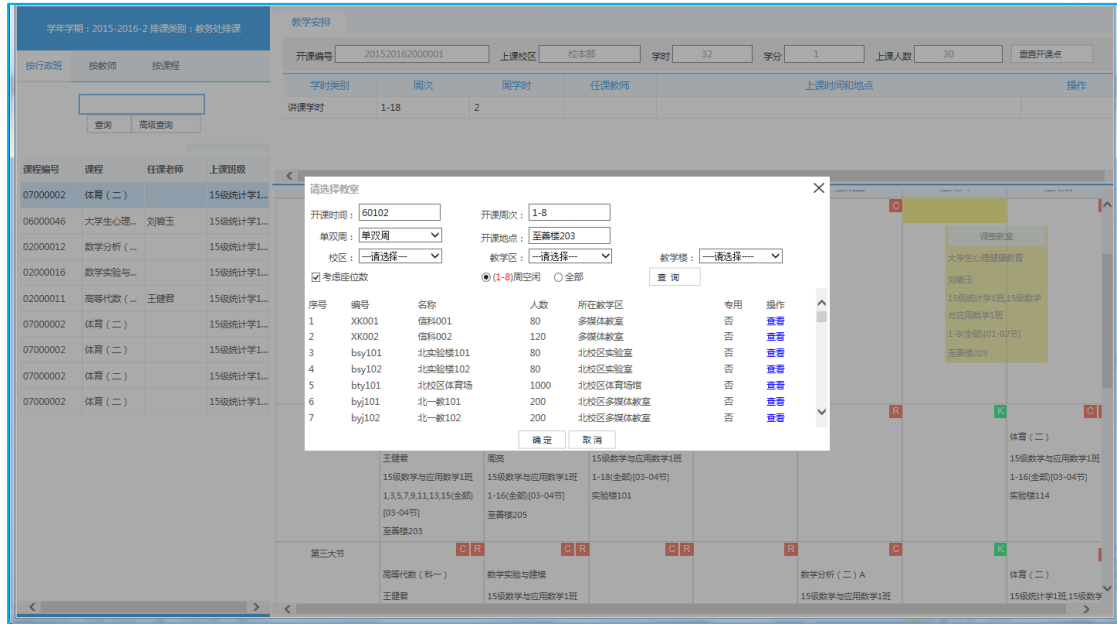 学年学期：2015-2016-2 排课类别：教务处排课
按行政班 按教师 按课程
查询 高级查询
课程编号 课程 任课老师 上课班级
07000002 体育（二） 15级统计学1...
06000046 大学生心理... 刘碧玉 15级统计学1...
02000012 数学分析（... 15级统计学1...
02000016 数学实验与... 15级统计学1...
02000011 高等代数（... 王健君 15级统计学1...
07000002 体育（二） 15级统计学1...
07000002 体育（二） 15级统计学1...
07000002 体育（二） 15级统计学1...
07000002 体育（二） 15级统计学1...
教学安排
开课编号 201520162000001 上课校区 校本部 学时 32 学分 1 上课人数 30 重置开课点
学时类别 周次 周学时 任课教师 上课时间和地点 操作
讲课学时 1-18 2
请选择教室
开课时间： 60102 开课周次： 1-8
单双周： 单双周 开课地点： 至善楼203
校区： ---请选择--- 教学区： ---请选择--- 教学楼： ----请选择----
考虑座位数 (1-8)周空闲 全部 查 询
序号 编号 名称 人数 所在教学区 专用 操作
1 XK001 信科001 80 多媒体教室 否 查看
2 XK002 信科002 120 多媒体教室 否 查看
3 bsy101 北实验楼101 80 北校区实验室 否 查看
4 bsy102 北实验楼102 80 北校区实验室 否 查看
5 bty101 北校区体育场 1000 北校区体育场馆 否 查看
6 byj101 北一教101 200 北校区多媒体教室 否 查看
7 byj102 北一教102 200 北校区多媒体教室 否 查看
确 定 取 消
C
调整教室
大学生心理健康教育
刘碧玉
15级统计学1班,15级数学
与应用数学1班
1-8(全部)[01-02节]
至善楼203
R K C
王健君
15级数学与应用数学1班
1,3,5,7,9,11,13,15(全部)
[03-04节]
至善楼203
周亮
15级数学与应用数学1班
1-16(全部)[03-04节]
至善楼205
15级数学与应用数学1班
1-18(全部)[03-04节]
实验楼101
体育（二）
15级数学与应用数学1班
1-16(全部)[03-04节]
实验楼114
第三大节 C R C R C R R C K
高等代数（科一）
王健君
数学实验与建模
15级数学与应用数学1班
数学分析（二）A
15级数学与应用数学1班
体育（二）
15级统计学1班,15级数学